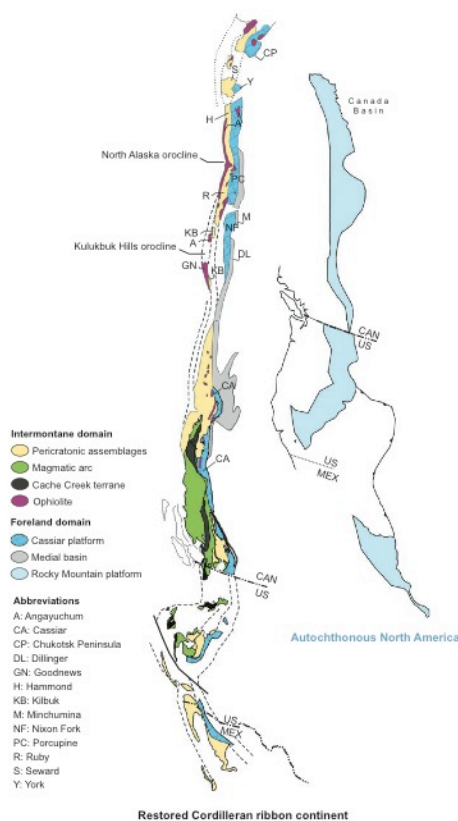 CP
S
Y
H
A
North Alaska orocline
PC
R
M
KB
NF
A
Kulukbuk Hills orocline
DL
GN
KB
Canada
Basin
CAN
US
CA
US
MEX
CA
Intermontane domain
Pericratonic assemblages
Magmatic arc
Cache Creek terrane
Ophiolite
Foreland domain
Cassiar platform
Medial basin
Rocky Mountain platform
CAN
US
Abbreviations
A: Angayuchum
CA: Cassiar
CP: Chukotsk Peninsula
DL: Dillinger
GN: Goodnews
H: Hammond
KB: Kilbuk
M: Minchumina
NF: Nixon Fork
PC: Porcupine
R: Ruby
S: Seward
Y: York
Autochthonous North America
US
MEX
Restored Cordilleran ribbon continent